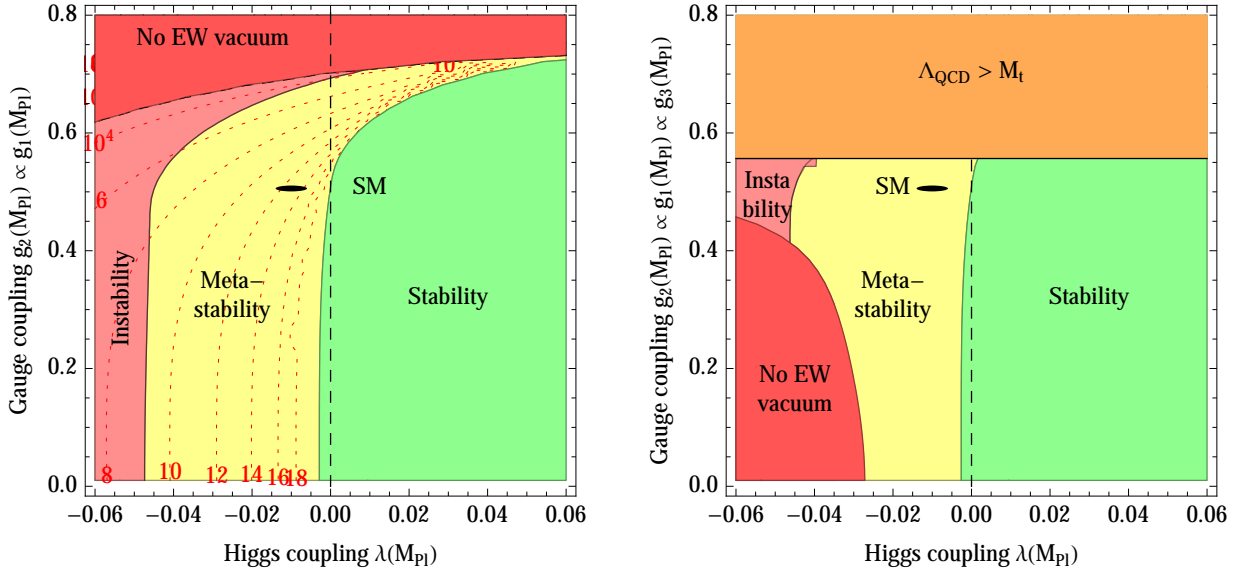 No EW vacuum
10
10⁴
6
SM
Instability
Meta−
stability
Stability
8
10
12
14
16
18
0.8
0.6
0.4
0.2
0.0
−0.06
−0.04
−0.02
0.00
0.02
0.04
0.06
Higgs coupling λ(M_Pl)
Gauge coupling g₂(M_Pl) ∝ g₁(M_Pl)
Λ_QCD > M_t
Insta
bility
SM
Meta−
stability
Stability
No EW
vacuum
0.8
0.6
0.4
0.2
0.0
−0.06
−0.04
−0.02
0.00
0.02
0.04
0.06
Higgs coupling λ(M_Pl)
Gauge coupling g₂(M_Pl) ∝ g₁(M_Pl) ∝ g₃(M_Pl)